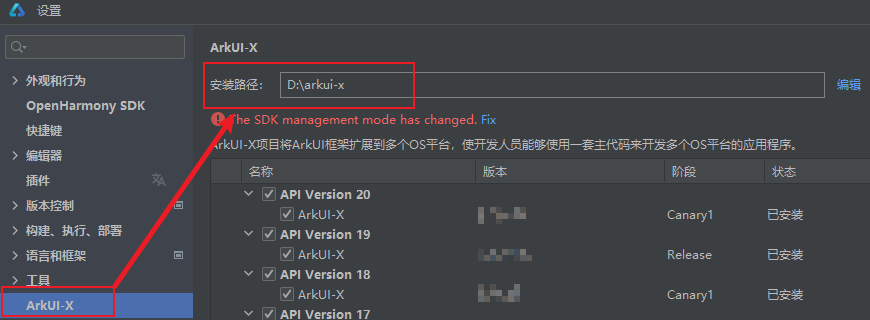 设置
ArkUI-X
外观和行为
安装路径： D:\arkui-x 编辑
OpenHarmony SDK
快捷键
The SDK management mode has changed. Fix
编辑器
ArkUI-X项目将ArkUI框架扩展到多个OS平台，使开发人员能够使用一套主代码来开发多个OS平台的应用程序。
插件
名称 版本 阶段 状态
版本控制
API Version 20
构建、执行、部署
ArkUI-X Canary1 已安装
API Version 19
语言和框架
ArkUI-X Release 已安装
工具
API Version 18
ArkUI-X
ArkUI-X Canary1 已安装
API Version 17